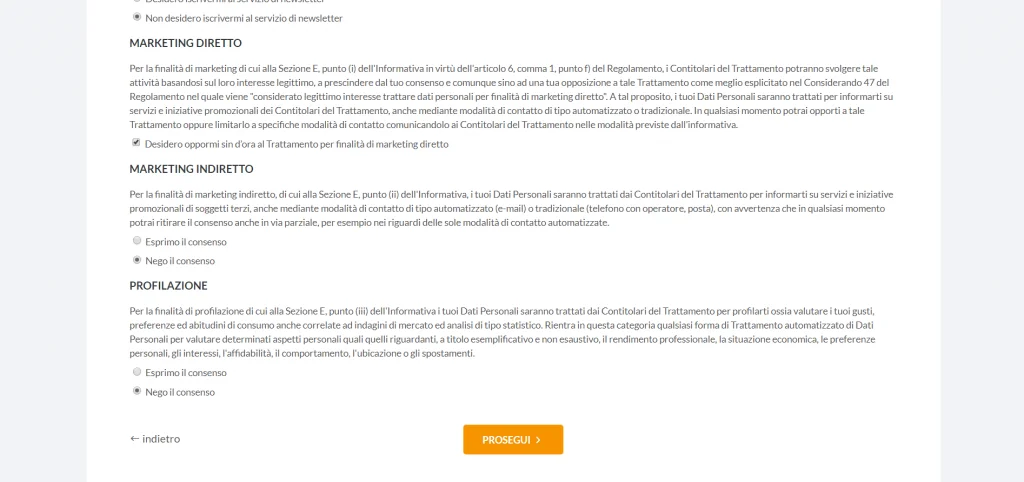 Desidero iscrivermi al servizio di newsletter
Non desidero iscrivermi al servizio di newsletter
MARKETING DIRETTO
Per la finalità di marketing di cui alla Sezione E, punto (i) dell'Informativa in virtù dell'articolo 6, comma 1, punto f) del Regolamento, i Contitolari del Trattamento potranno svolgere tale
attività basandosi sul loro interesse legittimo, a prescindere dal tuo consenso e comunque sino ad una tua opposizione a tale Trattamento come meglio esplicitato nel Considerando 47 del
Regolamento nel quale viene "considerato legittimo interesse trattare dati personali per finalità di marketing diretto". A tal proposito, i tuoi Dati Personali saranno trattati per informarti su
servizi e iniziative promozionali dei Contitolari del Trattamento, anche mediante modalità di contatto di tipo automatizzato o tradizionale. In qualsiasi momento potrai opporti a tale
Trattamento oppure limitarlo a specifiche modalità di contatto comunicandolo ai Contitolari del Trattamento nelle modalità previste dall'informativa.
Desidero oppormi sin d'ora al Trattamento per finalità di marketing diretto
MARKETING INDIRETTO
Per la finalità di marketing indiretto, di cui alla Sezione E, punto (ii) dell'Informativa, i tuoi Dati Personali saranno trattati dai Contitolari del Trattamento per informarti su servizi e iniziative
promozionali di soggetti terzi, anche mediante modalità di contatto di tipo automatizzato (e-mail) o tradizionale (telefono con operatore, posta), con avvertenza che in qualsiasi momento
potrai ritirare il consenso anche in via parziale, per esempio nei riguardi delle sole modalità di contatto automatizzate.
Esprimo il consenso
Nego il consenso
PROFILAZIONE
Per la finalità di profilazione di cui alla Sezione E, punto (iii) dell'Informativa i tuoi Dati Personali saranno trattati dai Contitolari del Trattamento per profilarti ossia valutare i tuoi gusti,
preferenze ed abitudini di consumo anche correlate ad indagini di mercato ed analisi di tipo statistico. Rientra in questa categoria qualsiasi forma di Trattamento automatizzato di Dati
Personali per valutare determinati aspetti personali quali quelli riguardanti, a titolo esemplificativo e non esaustivo, il rendimento professionale, la situazione economica, le preferenze
personali, gli interessi, l'affidabilità, il comportamento, l'ubicazione o gli spostamenti.
Esprimo il consenso
Nego il consenso
← indietro
PROSEGUI >